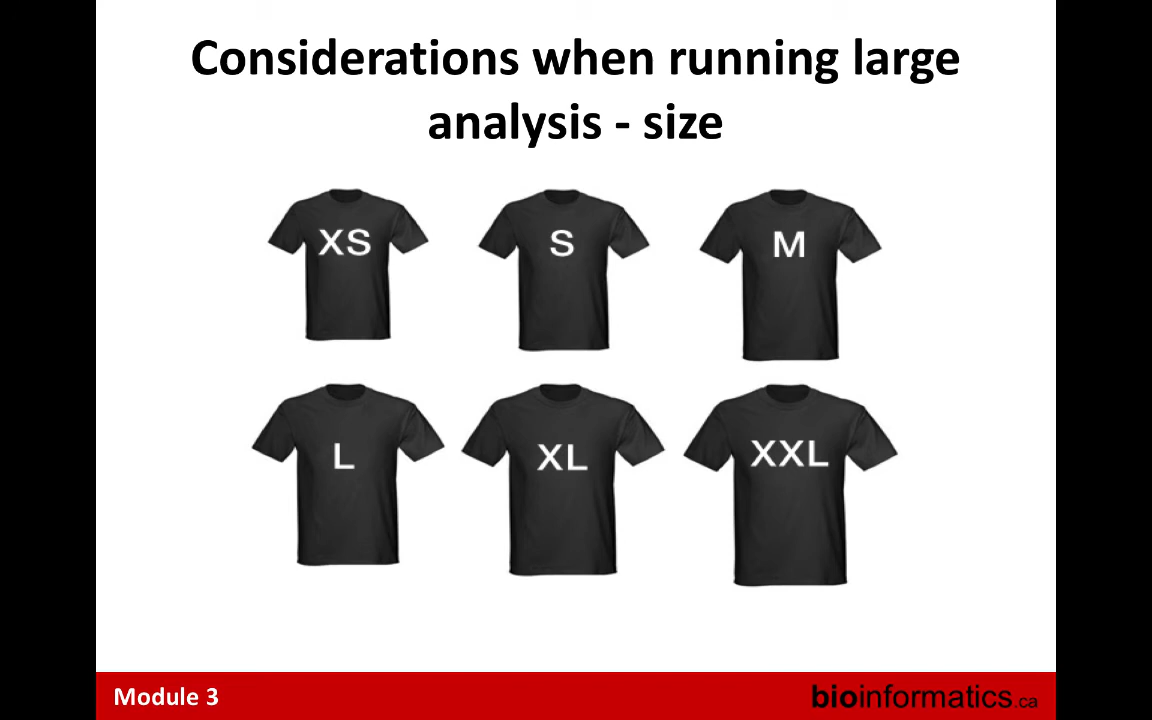 Considerations when running large
analysis - size
XS
S
M
L
XL
XXL
Module 3
bioinformatics.ca